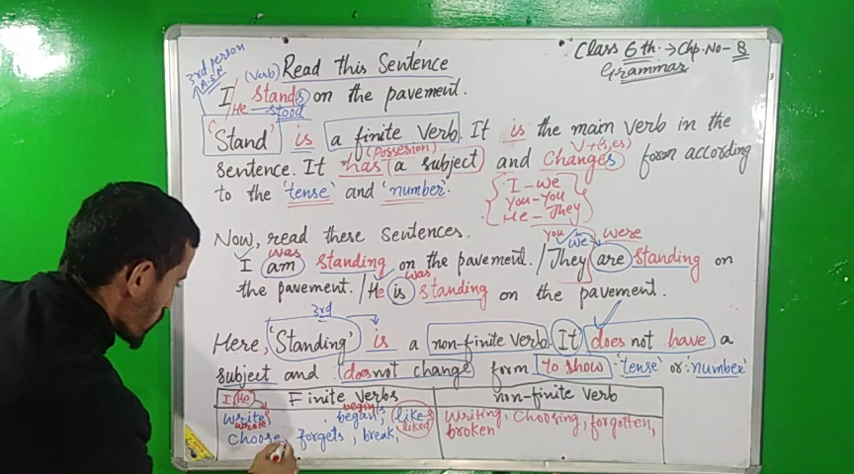 Class 6th. → Chp. No- 8
Grammar
3rd person
(Verb) Read this Sentence
I/He stands on the pavement.
stood
'Stand' is a finite verb. It is the main verb in the
(Possession) V+(s,es)
sentence. It has a subject and changes form according
to the 'tense' and 'number'.
I - We
You - You
He - They
Now, read these Sentences.
was You we were
I am standing on the pavement. / They are standing on
was
the pavement. / He is standing on the pavement.
3rd
Here, 'Standing' is a non-finite verb. It does not have a
subject and does not change form to show 'tense' or 'number'
I He Finite Verbs non-finite verb
begins
write, began, like, liked
wrote
choose, forgets, break,
Writing, Choosing, forgotten,
broken